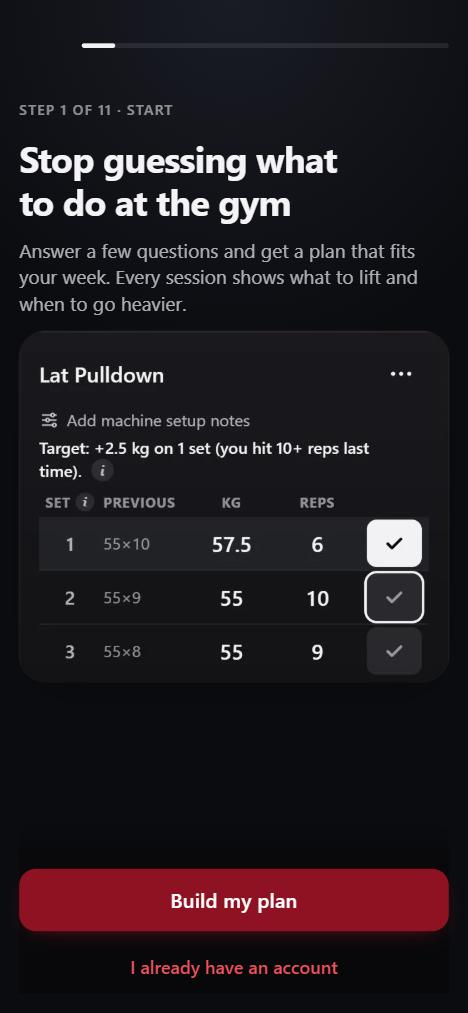 STEP 1 OF 11 · START
Stop guessing what
to do at the gym
Answer a few questions and get a plan that fits
your week. Every session shows what to lift and
when to go heavier.
Lat Pulldown
Add machine setup notes
Target: +2.5 kg on 1 set (you hit 10+ reps last
time). i
SET i PREVIOUS KG REPS
1 55×10 57.5 6
2 55×9 55 10
3 55×8 55 9
Build my plan
I already have an account